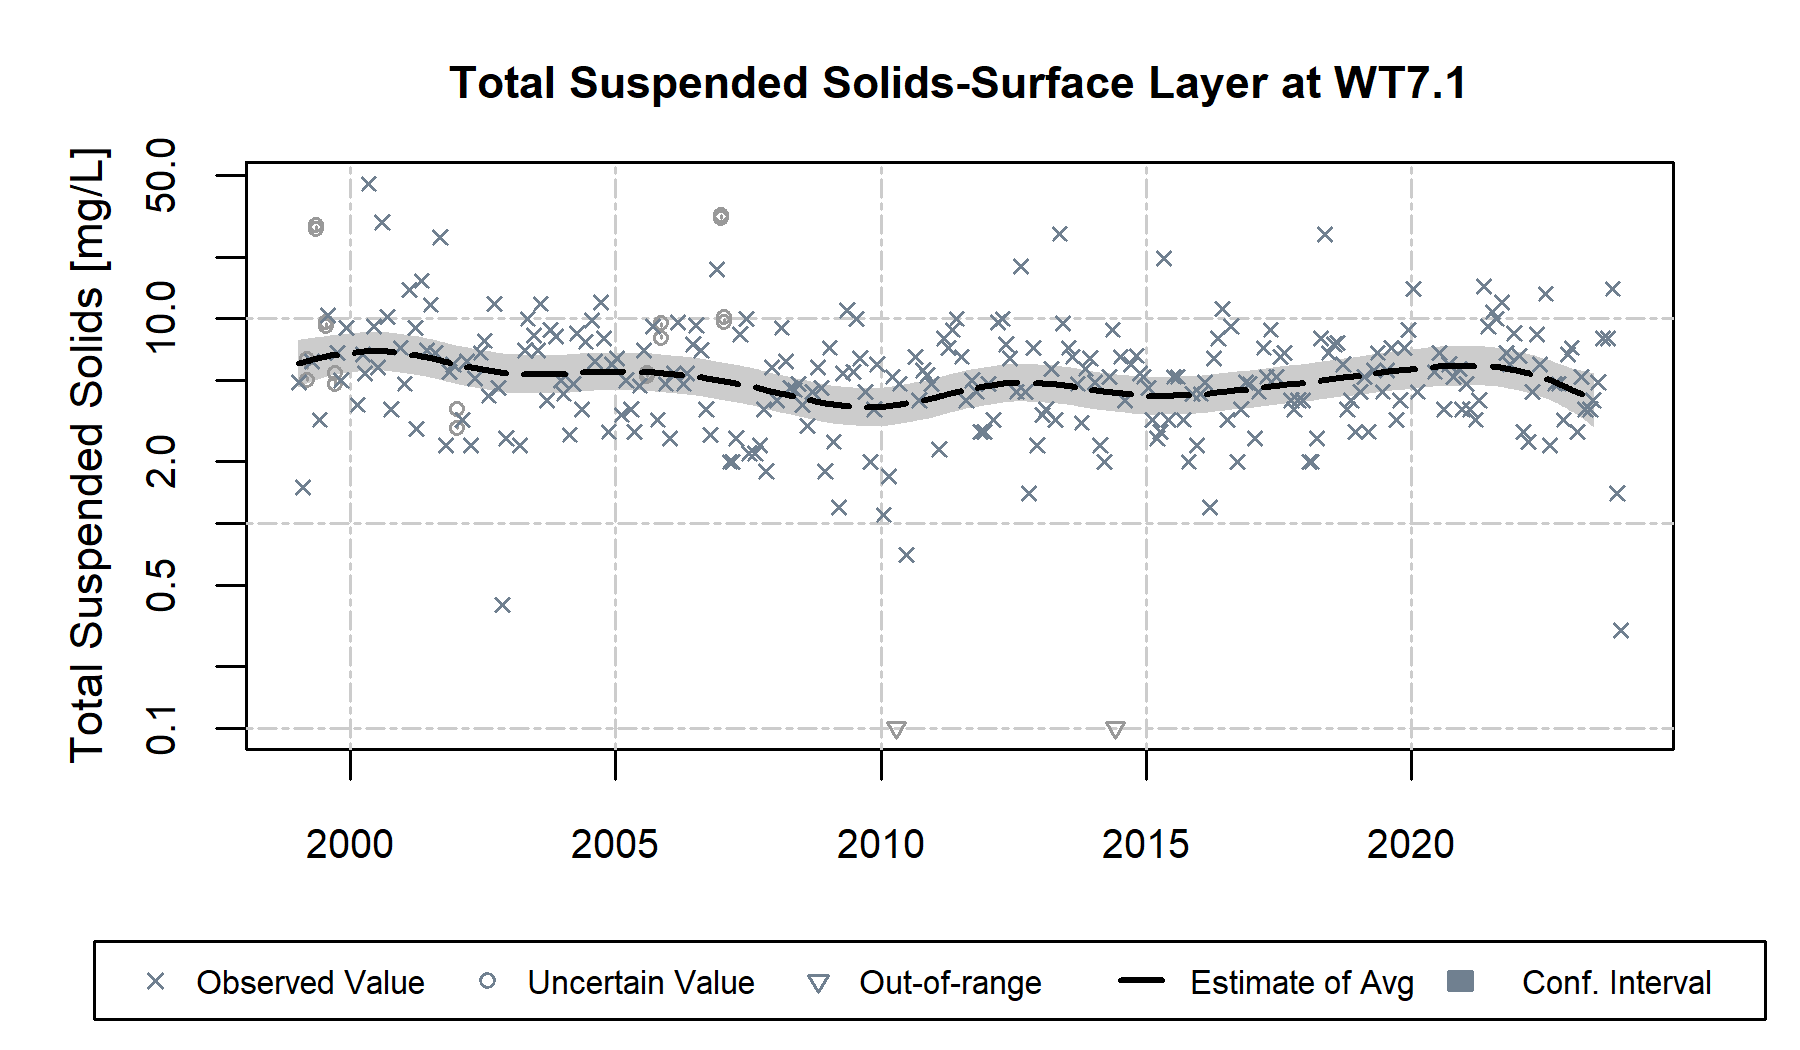 Total Suspended Solids-Surface Layer at WT7.1
Total Suspended Solids [mg/L]
50.0
10.0
2.0
0.5
0.1
2000 2005 2010 2015 2020
Observed Value Uncertain Value Out-of-range Estimate of Avg Conf. Interval